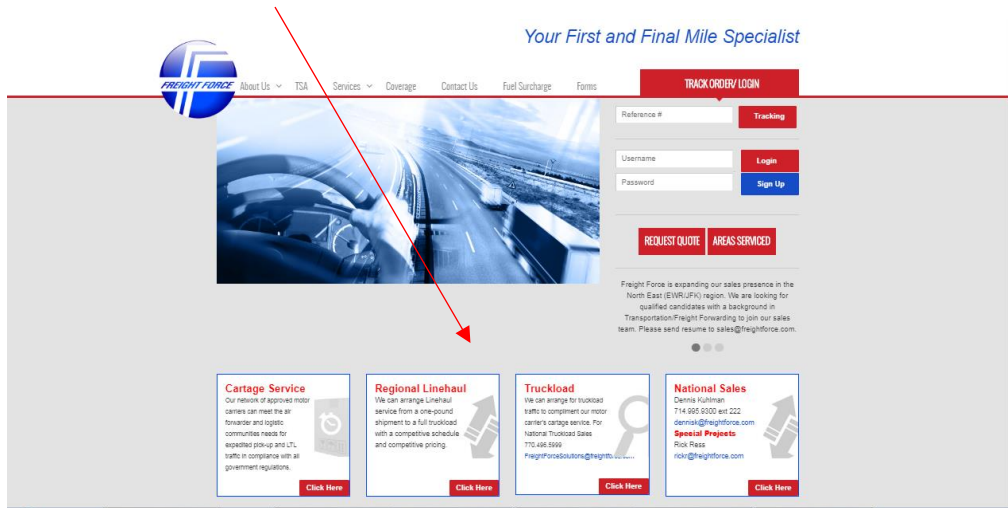 Your First and Final Mile Specialist
FREIGHT FORCE
About Us
TSA
Services
Coverage
Contact Us
Fuel Surcharge
Forms
TRACK ORDER/ LOGIN
Reference #
Tracking
Username
Login
Password
Sign Up
REQUEST QUOTE
AREAS SERVICED
Freight Force is expanding our sales presence in the
North East (EWR/JFK) region. We are looking for
qualified candidates with a background in
Transportation/Freight Forwarding to join our sales
team. Please send resume to sales@freightforce.com.
Cartage Service
Our network of approved motor
carriers can meet the air
forwarder and logistic
communities needs for
expedited pick-up and LTL
traffic in compliance with all
government regulations.
Click Here
Regional Linehaul
We can arrange Linehaul
service from a one-pound
shipment to a full truckload
with a competitive schedule
and competitive pricing.
Click Here
Truckload
We can arrange for truckload
traffic to compliment our motor
carrier's cartage service. For
National Truckload Sales
770.496.5999
Click Here
National Sales
Dennis Kuhlman
714.995.9300 ext 222
dennisk@freightforce.com
Special Projects
Rick Ress
rickr@freightforce.com
Click Here